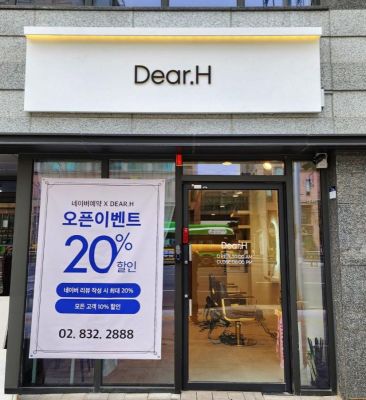 Dear.H
네이버예약 X DEAR.H
오픈이벤트
20%
할인
네이버 리뷰 작성 시 최대 20%
모든 고객 10% 할인
02. 832. 2888
Dear.H